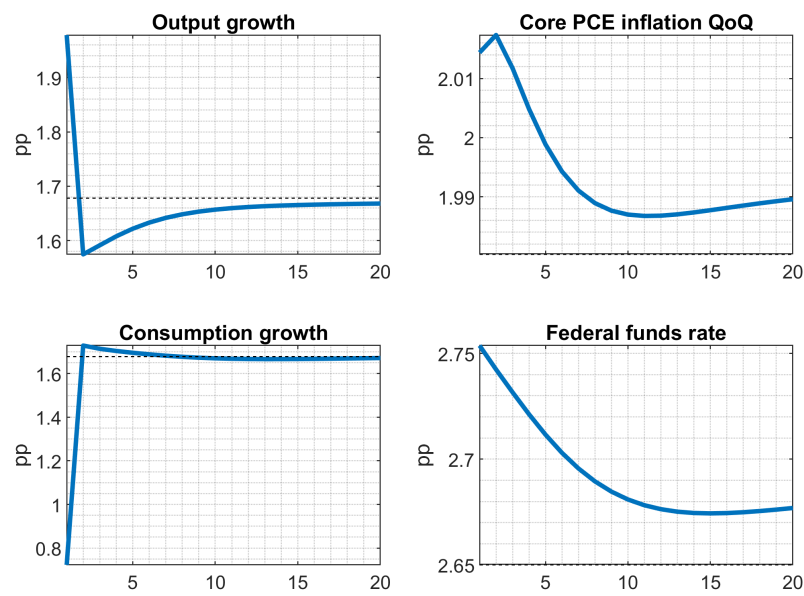 Output growth
pp
1.9
1.8
1.7
1.6
5 10 15 20
Core PCE inflation QoQ
pp
2.01
2
1.99
5 10 15 20
Consumption growth
pp
1.6
1.4
1.2
1
0.8
5 10 15 20
Federal funds rate
pp
2.75
2.7
2.65
5 10 15 20